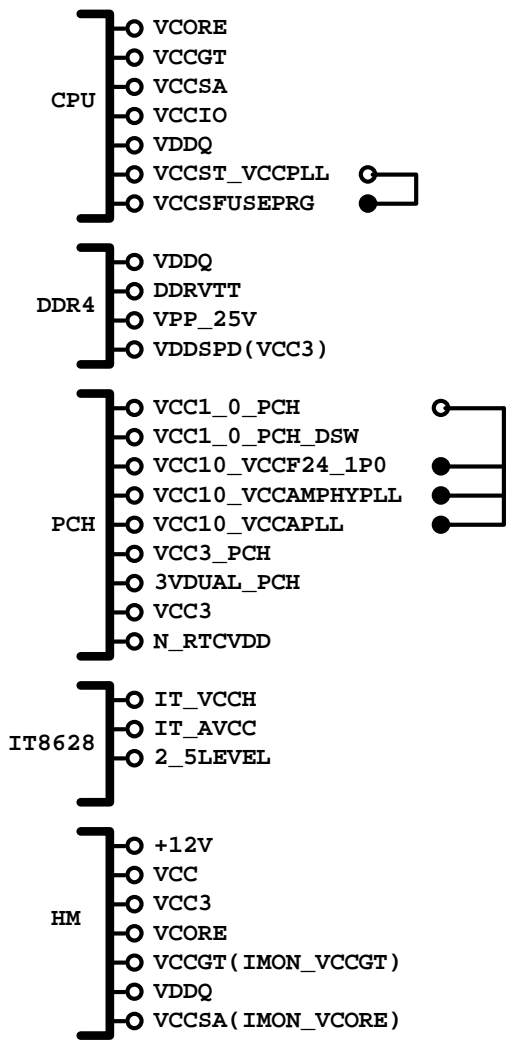 VCORE
VCCGT
VCCSA
CPU
VCCIO
VDDQ
VCCST_VCCPLL
VCCSFUSEPRG
VDDQ
DDR4
DDRVTT
VPP_25V
VDDSPD(VCC3)
VCC1_0_PCH
VCC1_0_PCH_DSW
VCC10_VCCF24_1P0
VCC10_VCCAMPHYPLL
PCH
VCC10_VCCAPLL
VCC3_PCH
3VDUAL_PCH
VCC3
N_RTCVDD
IT_VCCH
IT8628
IT_AVCC
2_5LEVEL
+12V
VCC
VCC3
HM
VCORE
VCCGT(IMON_VCCGT)
VDDQ
VCCSA(IMON_VCORE)